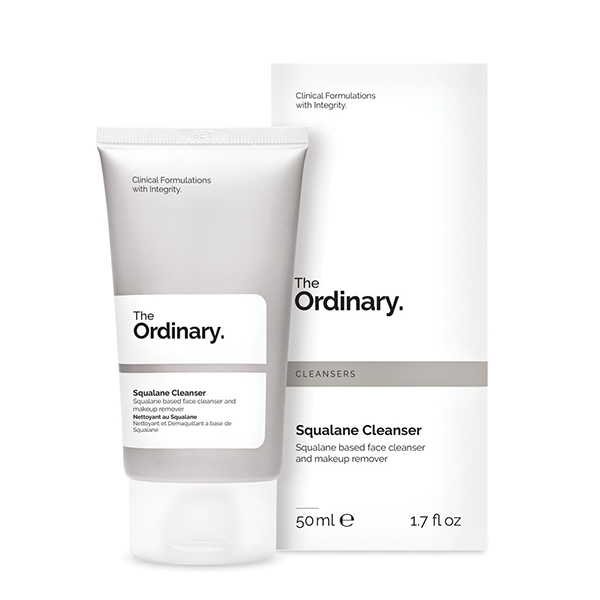 Clinical Formulations
with Integrity.
The
Ordinary.
Squalane Cleanser
Squalane based face cleanser and
makeup remover
Nettoyant au Squalane
Nettoyant et Démaquillant à base de
Squalane
Clinical Formulations
with Integrity.
The
Ordinary.
CLEANSERS
Squalane Cleanser
Squalane based face cleanser
and makeup remover
50 ml e 1.7 fl oz